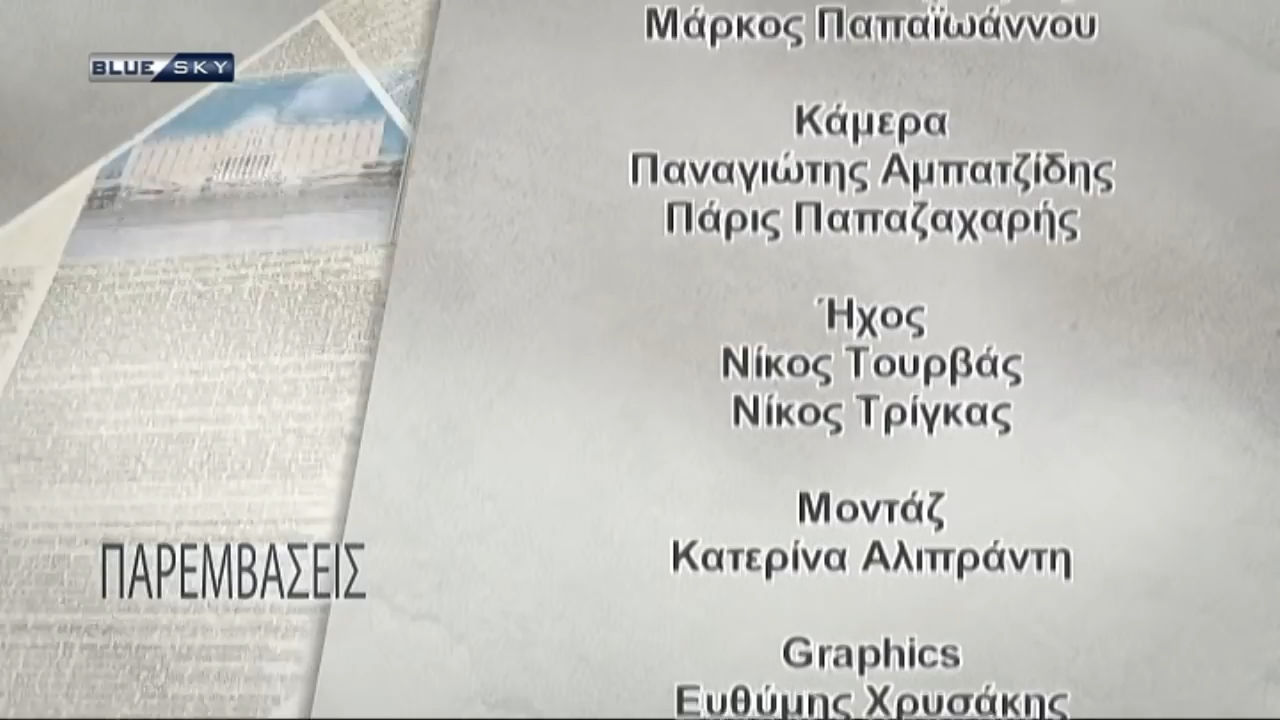 BLUE SKY
Μάρκος Παπαϊωάννου
Κάμερα
Παναγιώτης Αμπατζίδης
Πάρις Παπαζαχαρής
Ήχος
Νίκος Τουρβάς
Νίκος Τρίγκας
Μοντάζ
Κατερίνα Αλιπράντη
Graphics
Ευθύμης Χρυσάκης
ΠΑΡΕΜΒΑΣΕΙΣ